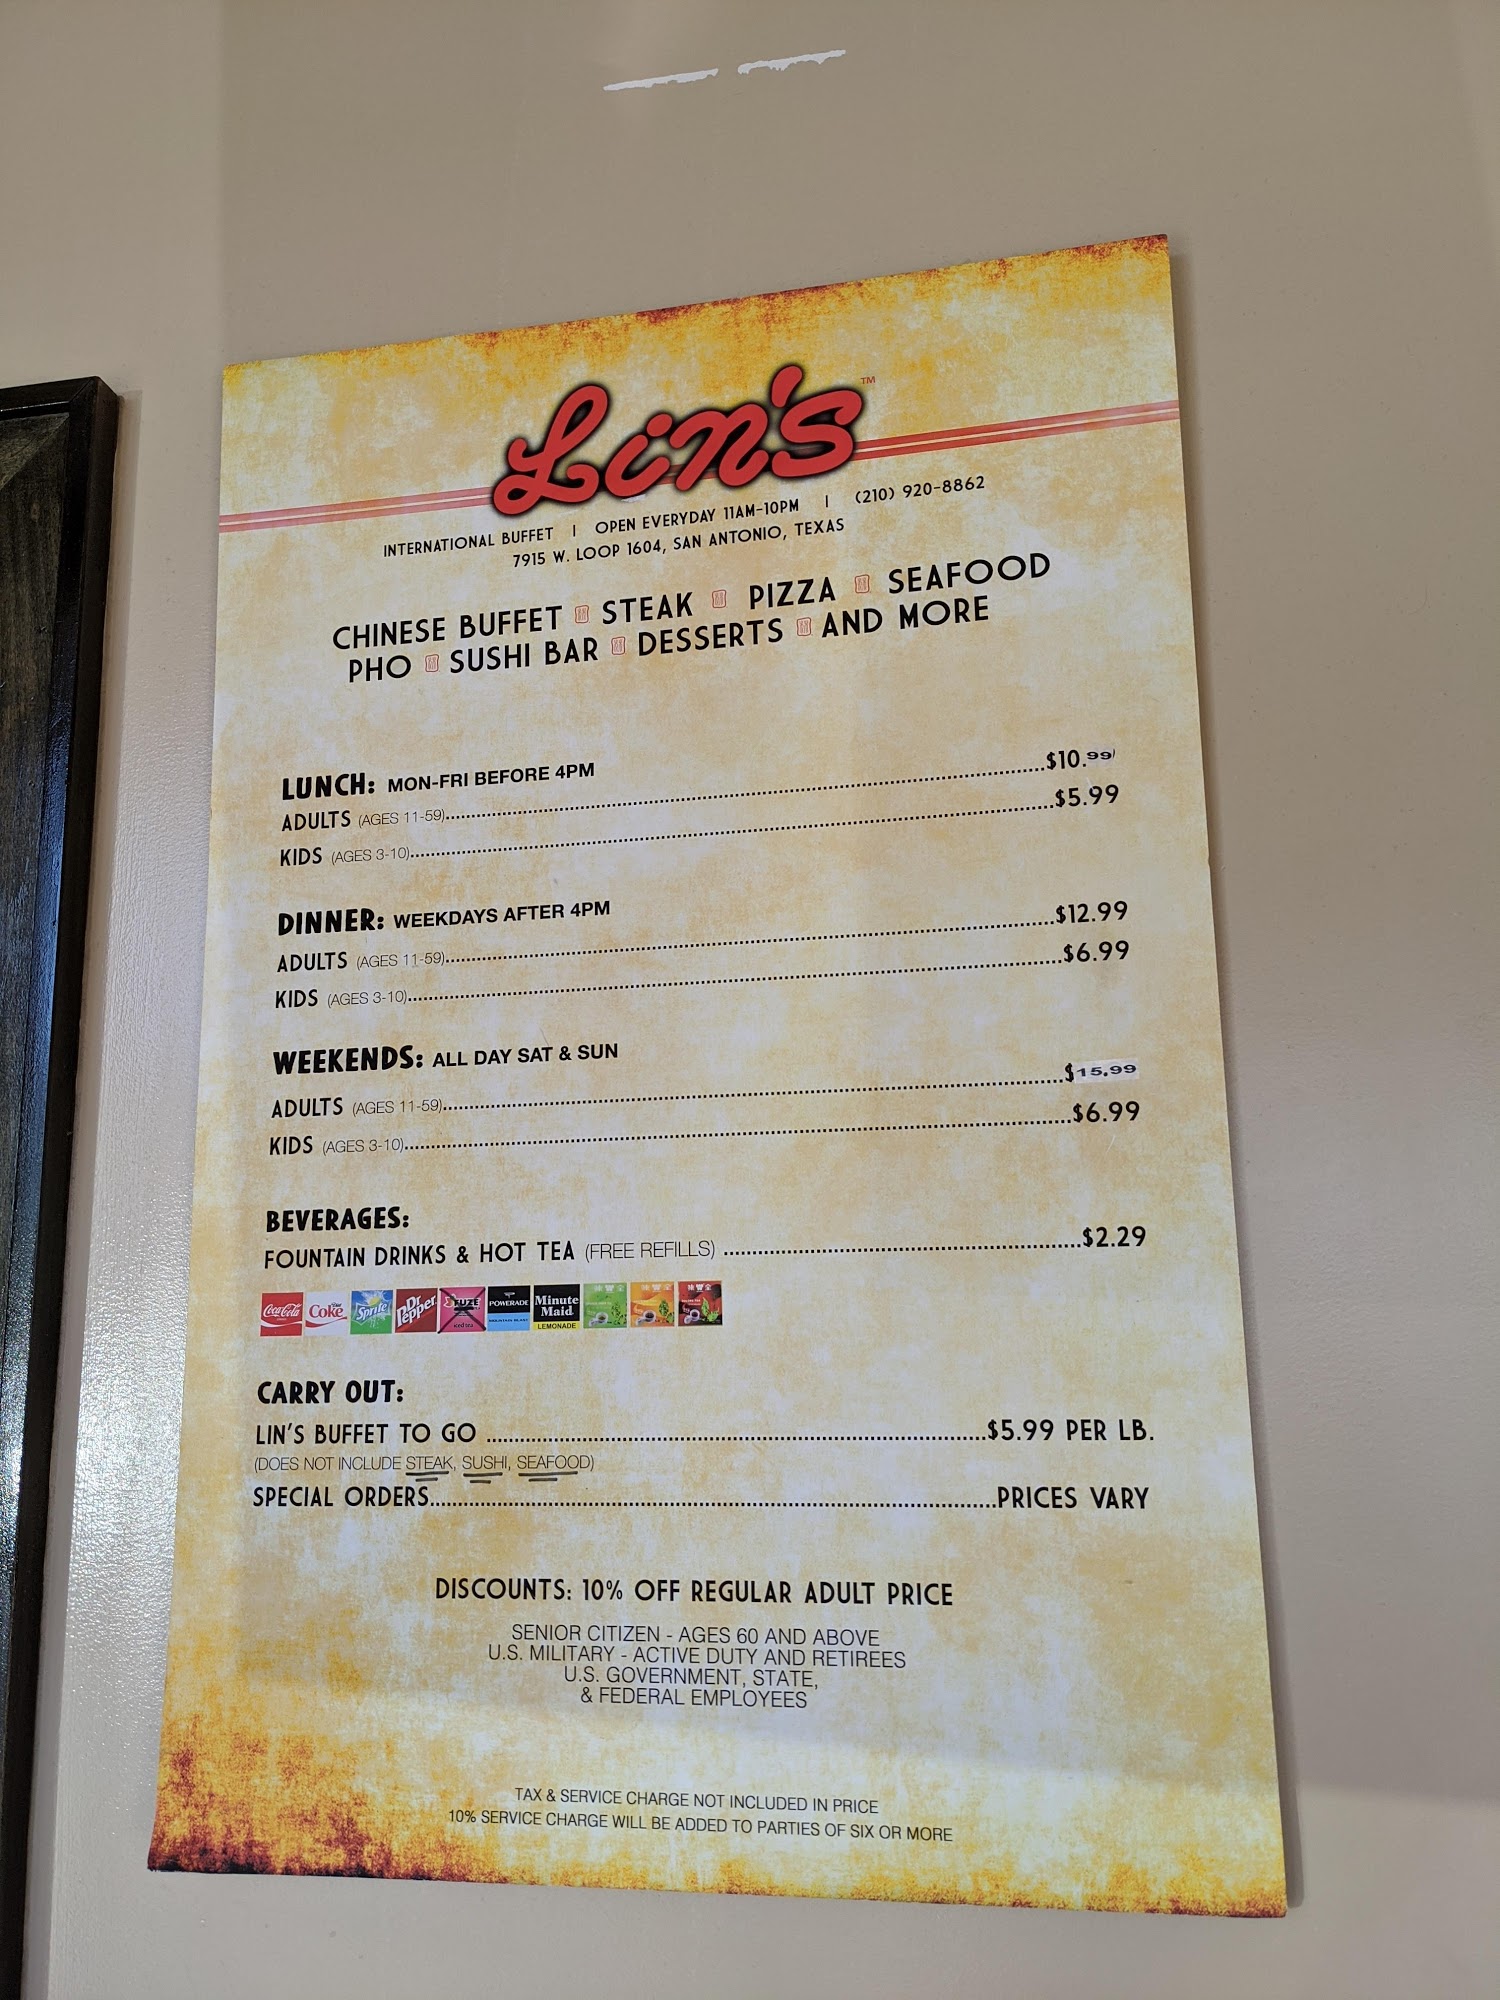 Lin's™
INTERNATIONAL BUFFET | OPEN EVERYDAY 11AM-10PM | (210) 920-8862
7915 W. LOOP 1604, SAN ANTONIO, TEXAS
CHINESE BUFFET STEAK PIZZA SEAFOOD
PHO SUSHI BAR DESSERTS AND MORE
LUNCH: MON-FRI BEFORE 4PM
ADULTS (AGES 11-59)....................$10.99
KIDS (AGES 3-10)....................$5.99
DINNER: WEEKDAYS AFTER 4PM
ADULTS (AGES 11-59)....................$12.99
KIDS (AGES 3-10)....................$6.99
WEEKENDS: ALL DAY SAT & SUN
ADULTS (AGES 11-59)....................$15.99
KIDS (AGES 3-10)....................$6.99
BEVERAGES:
FOUNTAIN DRINKS & HOT TEA (FREE REFILLS) ....................$2.29
Coca-Cola Coke Sprite Dr Pepper FUZE iced tea POWERADE MOUNTAIN BLAST Minute Maid LEMONADE
CARRY OUT:
LIN'S BUFFET TO GO ....................$5.99 PER LB.
(DOES NOT INCLUDE STEAK, SUSHI, SEAFOOD)
SPECIAL ORDERS....................PRICES VARY
DISCOUNTS: 10% OFF REGULAR ADULT PRICE
SENIOR CITIZEN - AGES 60 AND ABOVE
U.S. MILITARY - ACTIVE DUTY AND RETIREES
U.S. GOVERNMENT, STATE,
& FEDERAL EMPLOYEES
TAX & SERVICE CHARGE NOT INCLUDED IN PRICE
10% SERVICE CHARGE WILL BE ADDED TO PARTIES OF SIX OR MORE